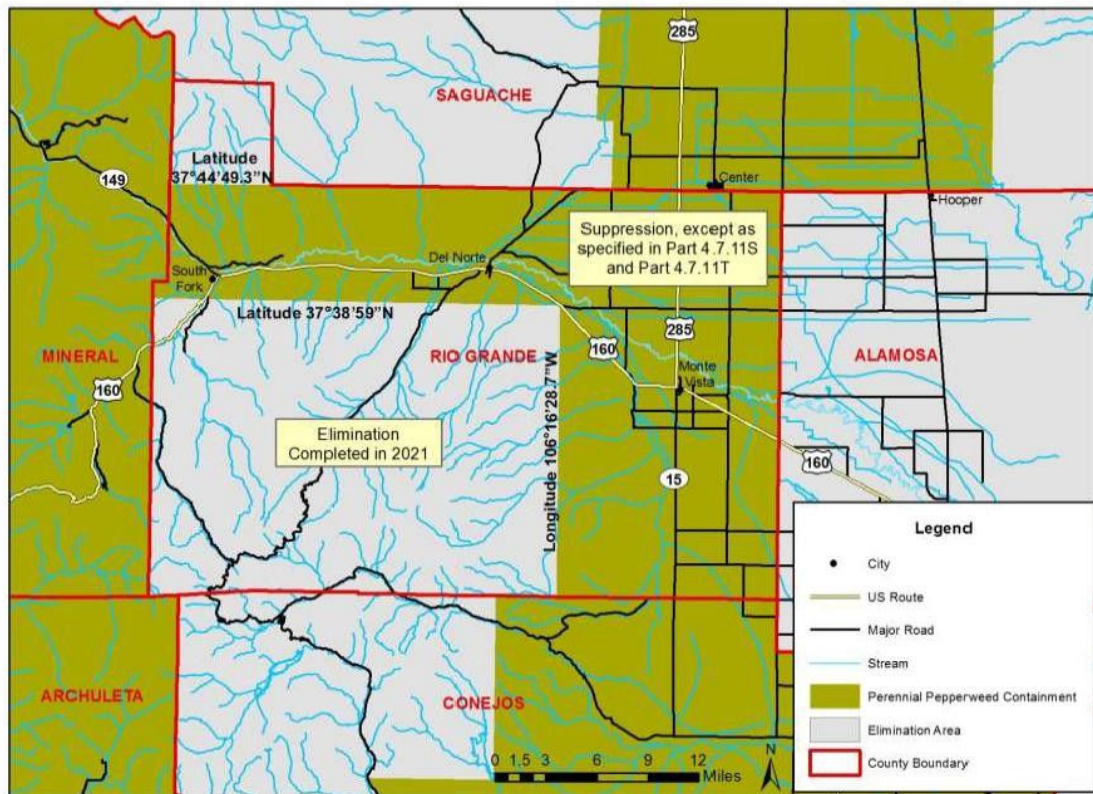 285
SAGUACHE
Latitude
37°44'49.3"N
149
Center
Hooper
Suppression, except as
specified in Part 4.7.11S
and Part 4.7.11T
Del Norte
South
Fork
Latitude 37°38'59"N
285
MINERAL
RIO GRANDE
160
ALAMOSA
Monte
Vista
160
Longitude 106°16'28.7"W
Elimination
Completed in 2021
15
160
Legend
City
US Route
Major Road
Stream
Perennial Pepperweed Containment
Elimination Area
County Boundary
ARCHULETA
CONEJOS
0 1.5 3 6 9 12
Miles
N